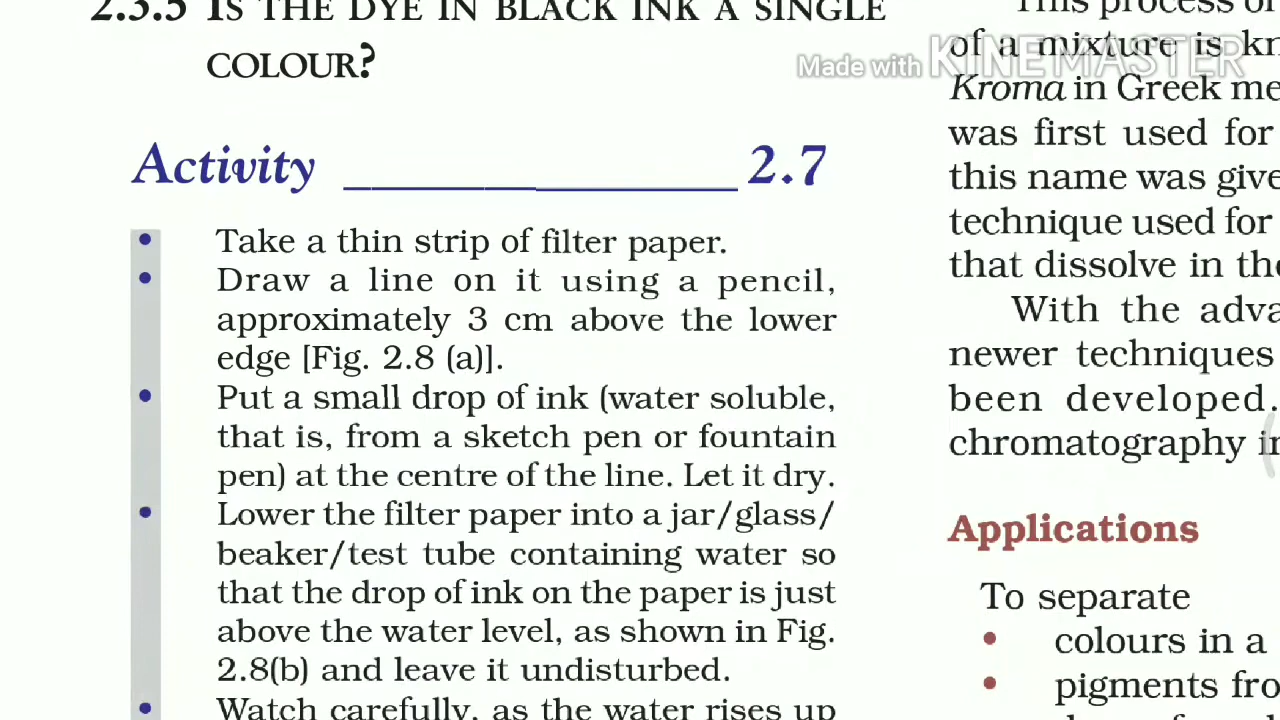 2.3.5 IS THE DYE IN BLACK INK A SINGLE
COLOUR?
Activity 2.7
• Take a thin strip of filter paper.
• Draw a line on it using a pencil,
approximately 3 cm above the lower
edge [Fig. 2.8 (a)].
• Put a small drop of ink (water soluble,
that is, from a sketch pen or fountain
pen) at the centre of the line. Let it dry.
• Lower the filter paper into a jar/glass/
beaker/test tube containing water so
that the drop of ink on the paper is just
above the water level, as shown in Fig.
2.8(b) and leave it undisturbed.
• Watch carefully, as the water rises up
This process of
of a mixture is kn
Kroma in Greek me
was first used for
this name was give
technique used for
that dissolve in the
With the adva
newer techniques
been developed.
chromatography in
Applications
To separate
• colours in a
• pigments fro
Made with KINEMASTER